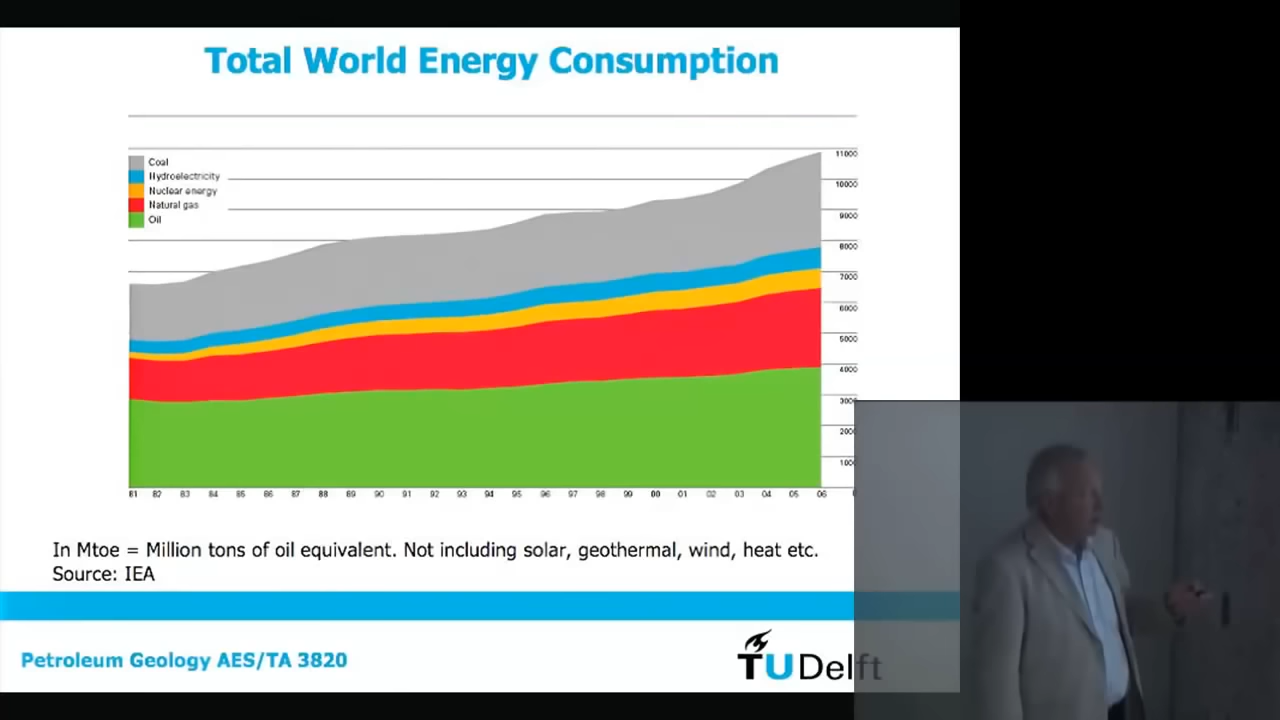 Total World Energy Consumption
Coal
Hydroelectricity
Nuclear energy
Natural gas
Oil
11000
10000
9000
8000
7000
6000
5000
4000
3000
2000
1000
0
81 82 83 84 85 86 87 88 89 90 91 92 93 94 95 96 97 98 99 00 01 02 03 04 05 06
In Mtoe = Million tons of oil equivalent. Not including solar, geothermal, wind, heat etc.
Source: IEA
Petroleum Geology AES/TA 3820
TU Delft